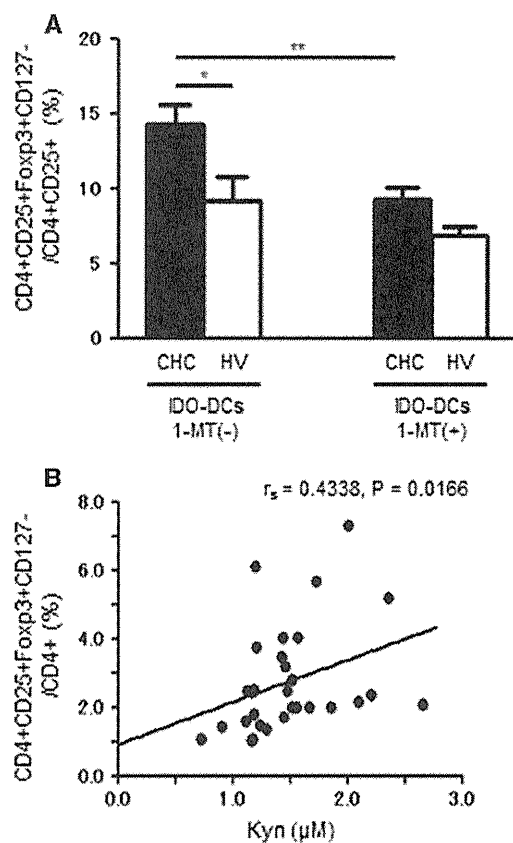 A
CD4+CD25+Foxp3+CD127-
/CD4+CD25+ (%)
20
15
10
5
0
**
*
CHC HV CHC HV
IDO-DCs IDO-DCs
1-MT(-) 1-MT(+)
B
rs = 0.4338, P = 0.0166
CD4+CD25+Foxp3+CD127-
/CD4+ (%)
8.0
6.0
4.0
2.0
0.0
0.0 1.0 2.0 3.0
Kyn (μM)